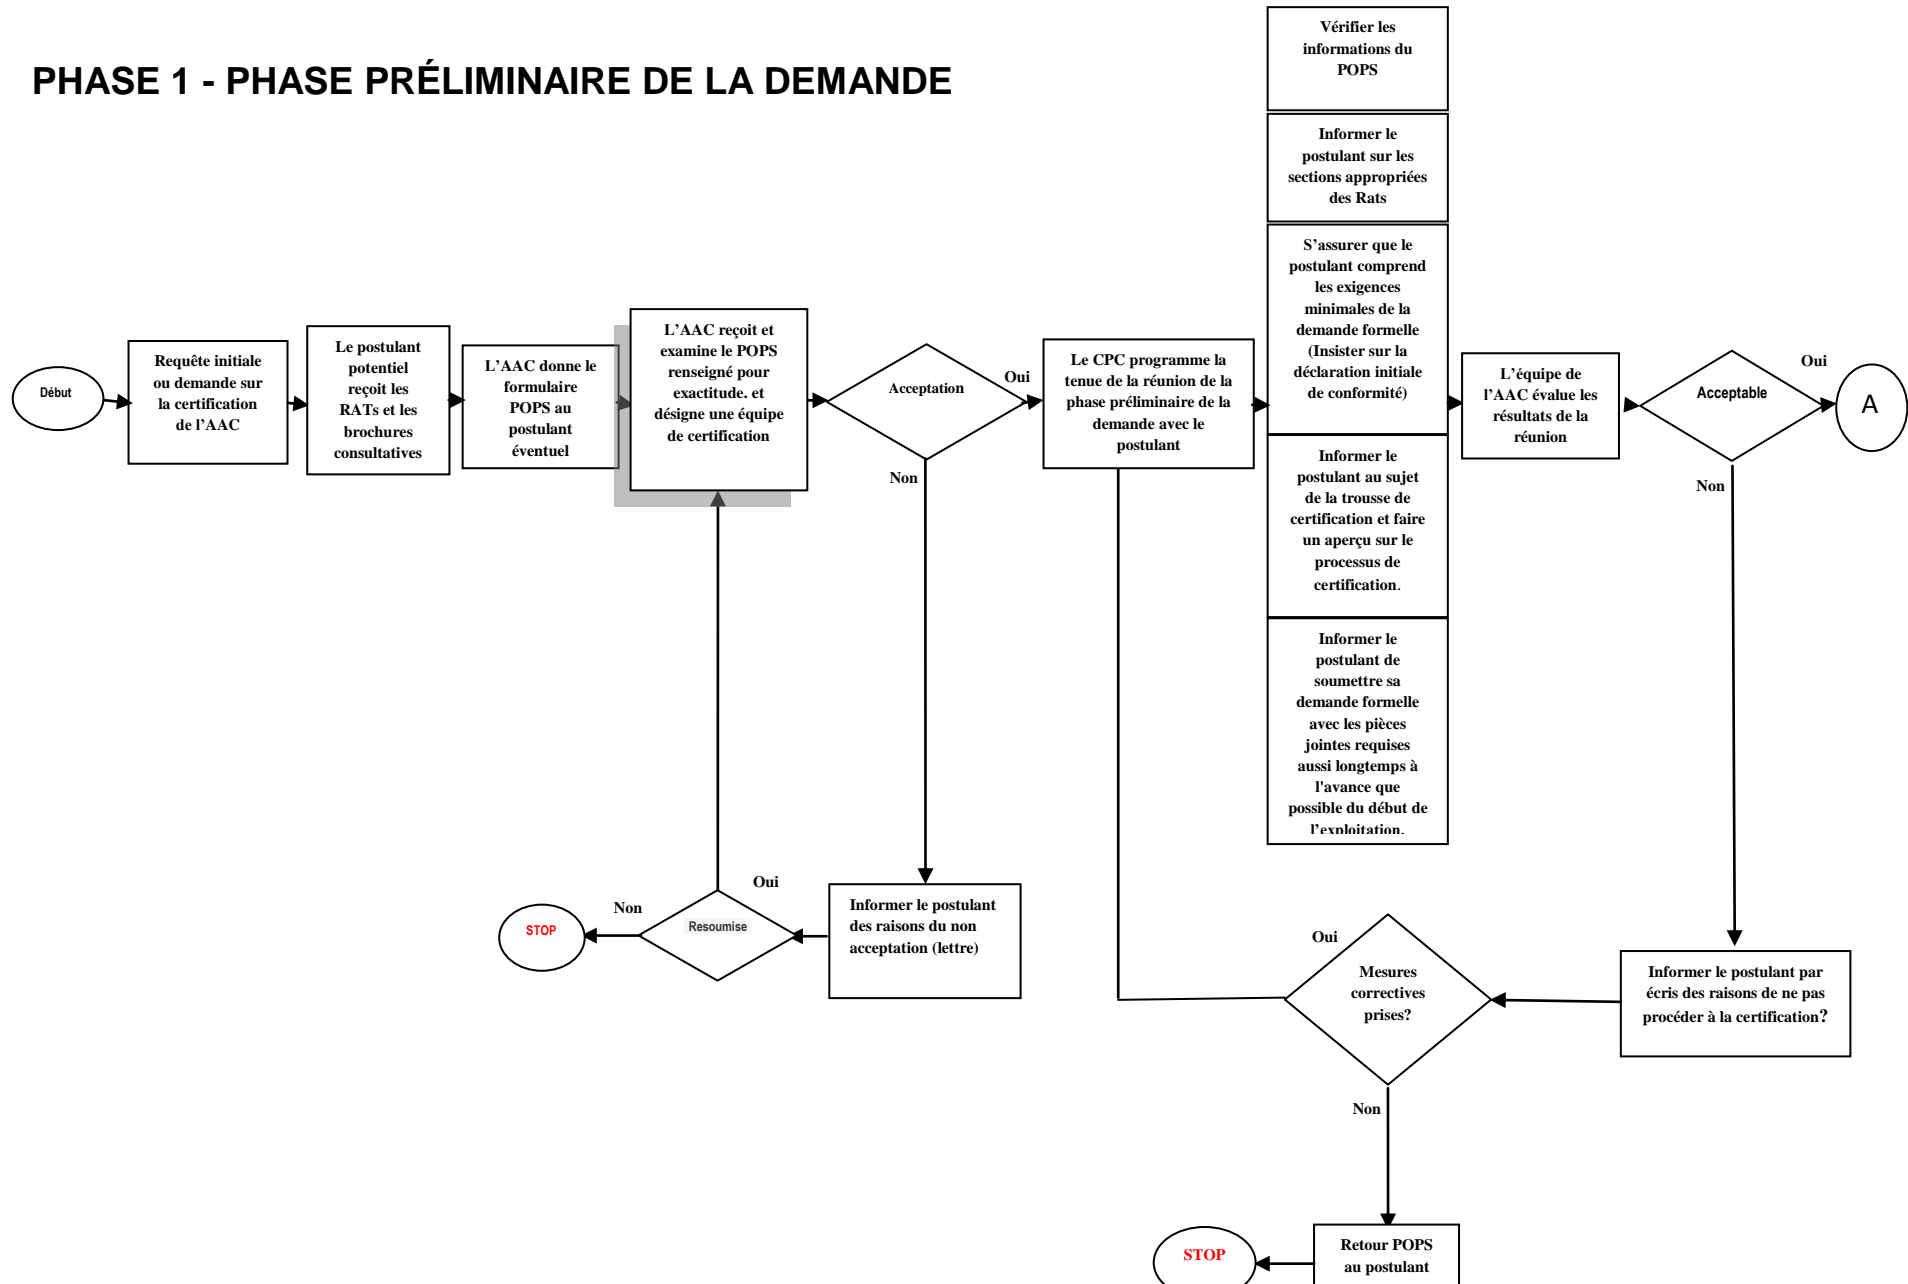 PHASE 1 - PHASE PRÉLIMINAIRE DE LA DEMANDE
Début
Requête initiale
ou demande sur
la certification
de l'AAC
Le postulant
potentiel
reçoit les
RATs et les
brochures
consultatives
L'AAC donne le
formulaire
POPS au
postulant
éventuel
L'AAC reçoit et
examine le POPS
renseigné pour
exactitude. et
désigne une équipe
de certification
Acceptation
Oui
Non
Informer le postulant
des raisons du non
acceptation (lettre)
Resoumise
Oui
Non
STOP
Le CPC programme la
tenue de la réunion de la
phase préliminaire de la
demande avec le
postulant
Vérifier les
informations du
POPS
Informer le
postulant sur les
sections appropriées
des Rats
S'assurer que le
postulant comprend
les exigences
minimales de la
demande formelle
(Insister sur la
déclaration initiale
de conformité)
Informer le
postulant au sujet
de la trousse de
certification et faire
un aperçu sur le
processus de
certification.
Informer le
postulant de
soumettre sa
demande formelle
avec les pièces
jointes requises
aussi longtemps à
l'avance que
possible du début de
l'exploitation.
L'équipe de
l'AAC évalue les
résultats de la
réunion
Acceptable
Oui
A
Non
Informer le postulant par
écris des raisons de ne pas
procéder à la certification?
Mesures
correctives
prises?
Oui
Non
Retour POPS
au postulant
STOP